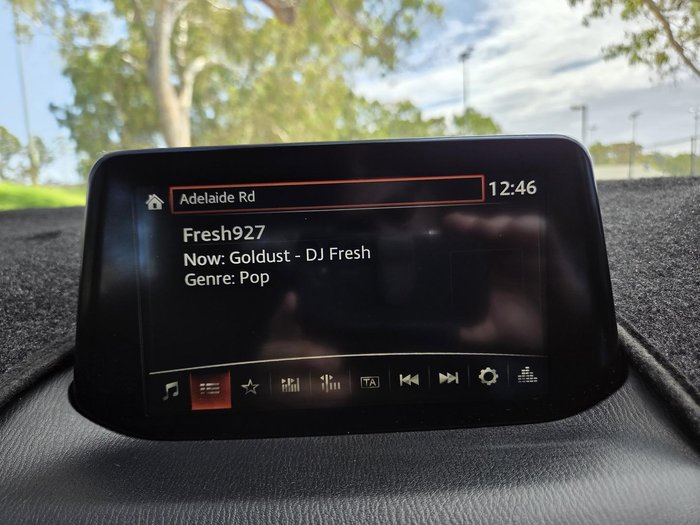 Adelaide Rd
12:46
Fresh927
Now: Goldust - DJ Fresh
Genre: Pop
TA